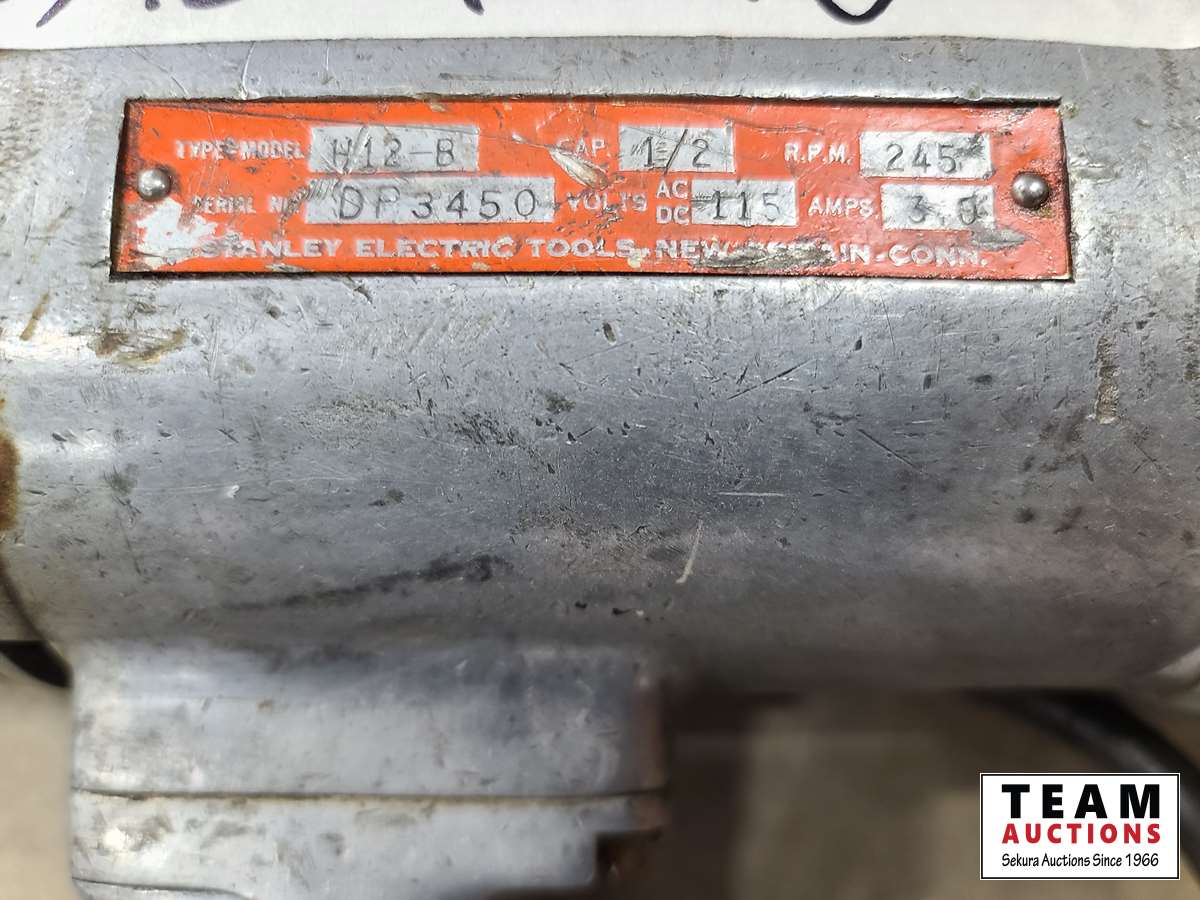 TYPE-MODEL H12-B CAP. 1/2 R.P.M. 245
SERIAL NO. DP3450 VOLTS AC DC 115 AMPS. 3.0
STANLEY ELECTRIC TOOLS-NEW BRITAIN-CONN.
TEAM
AUCTIONS
Sekura Auctions Since 1966